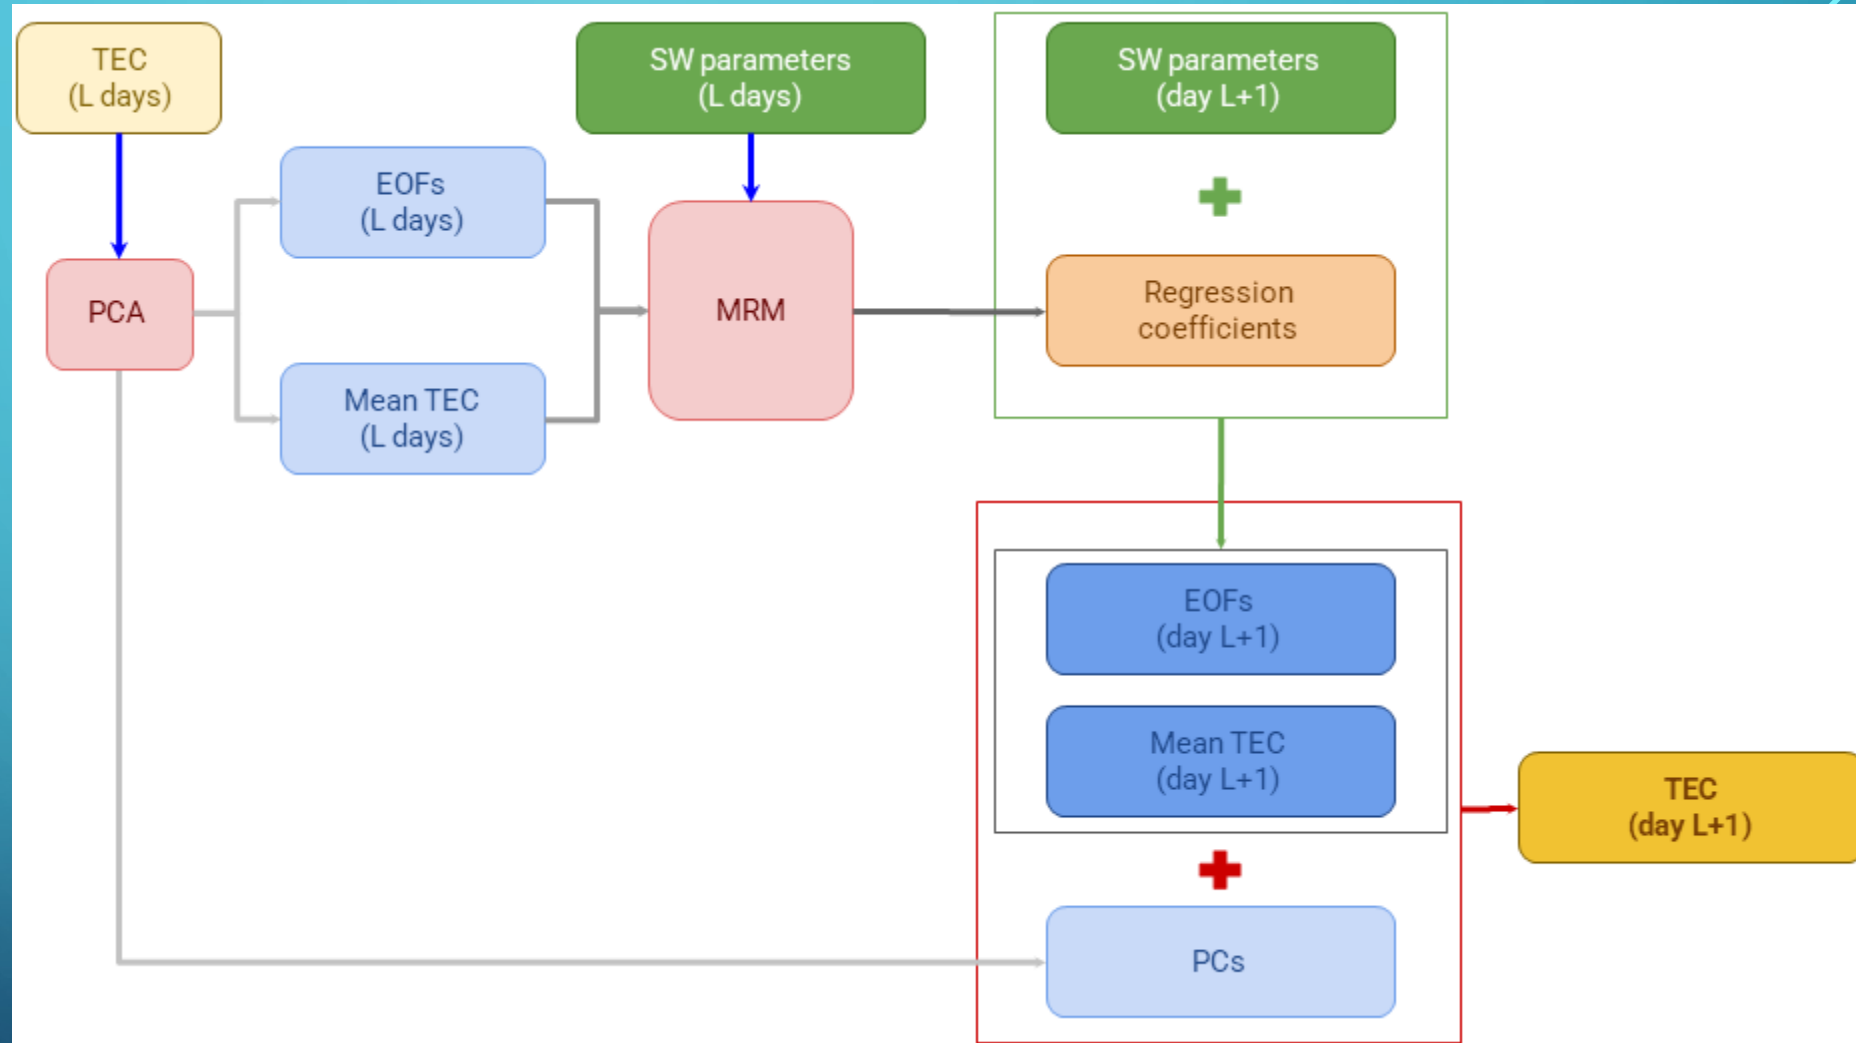 TEC
(L days)
SW parameters
(L days)
SW parameters
(day L+1)
EOFs
(L days)
PCA
MRM
Regression
coefficients
Mean TEC
(L days)
EOFs
(day L+1)
Mean TEC
(day L+1)
TEC
(day L+1)
PCs